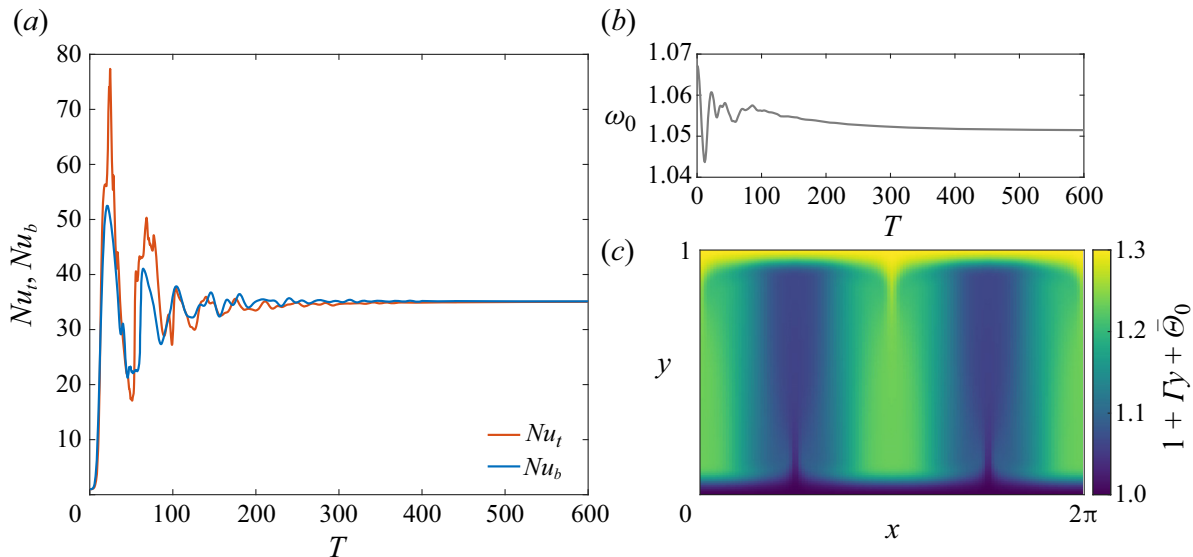 (a)
80
70
60
50
40
30
20
10
0
100
200
300
400
500
600
Nu_t, Nu_b
T
Nu_t
Nu_b
(b)
1.07
1.06
1.05
1.04
ω_0
0
100
200
300
400
500
600
T
(c)
1
y
0
x
2π
1.3
1.2
1.1
1.0
1 + Γy + Θ̄_0